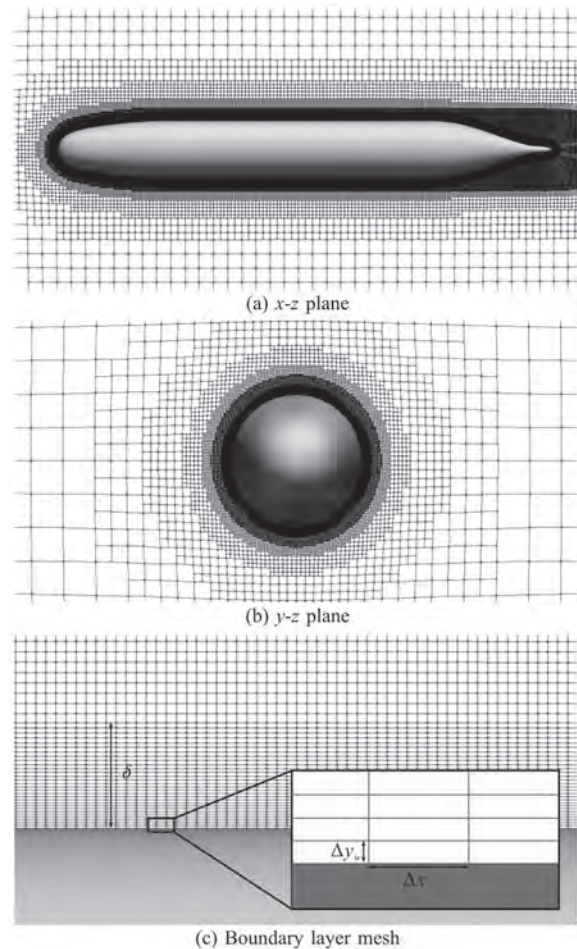 (a) x-z plane
(b) y-z plane
δ
Δyw
Δx
(c) Boundary layer mesh